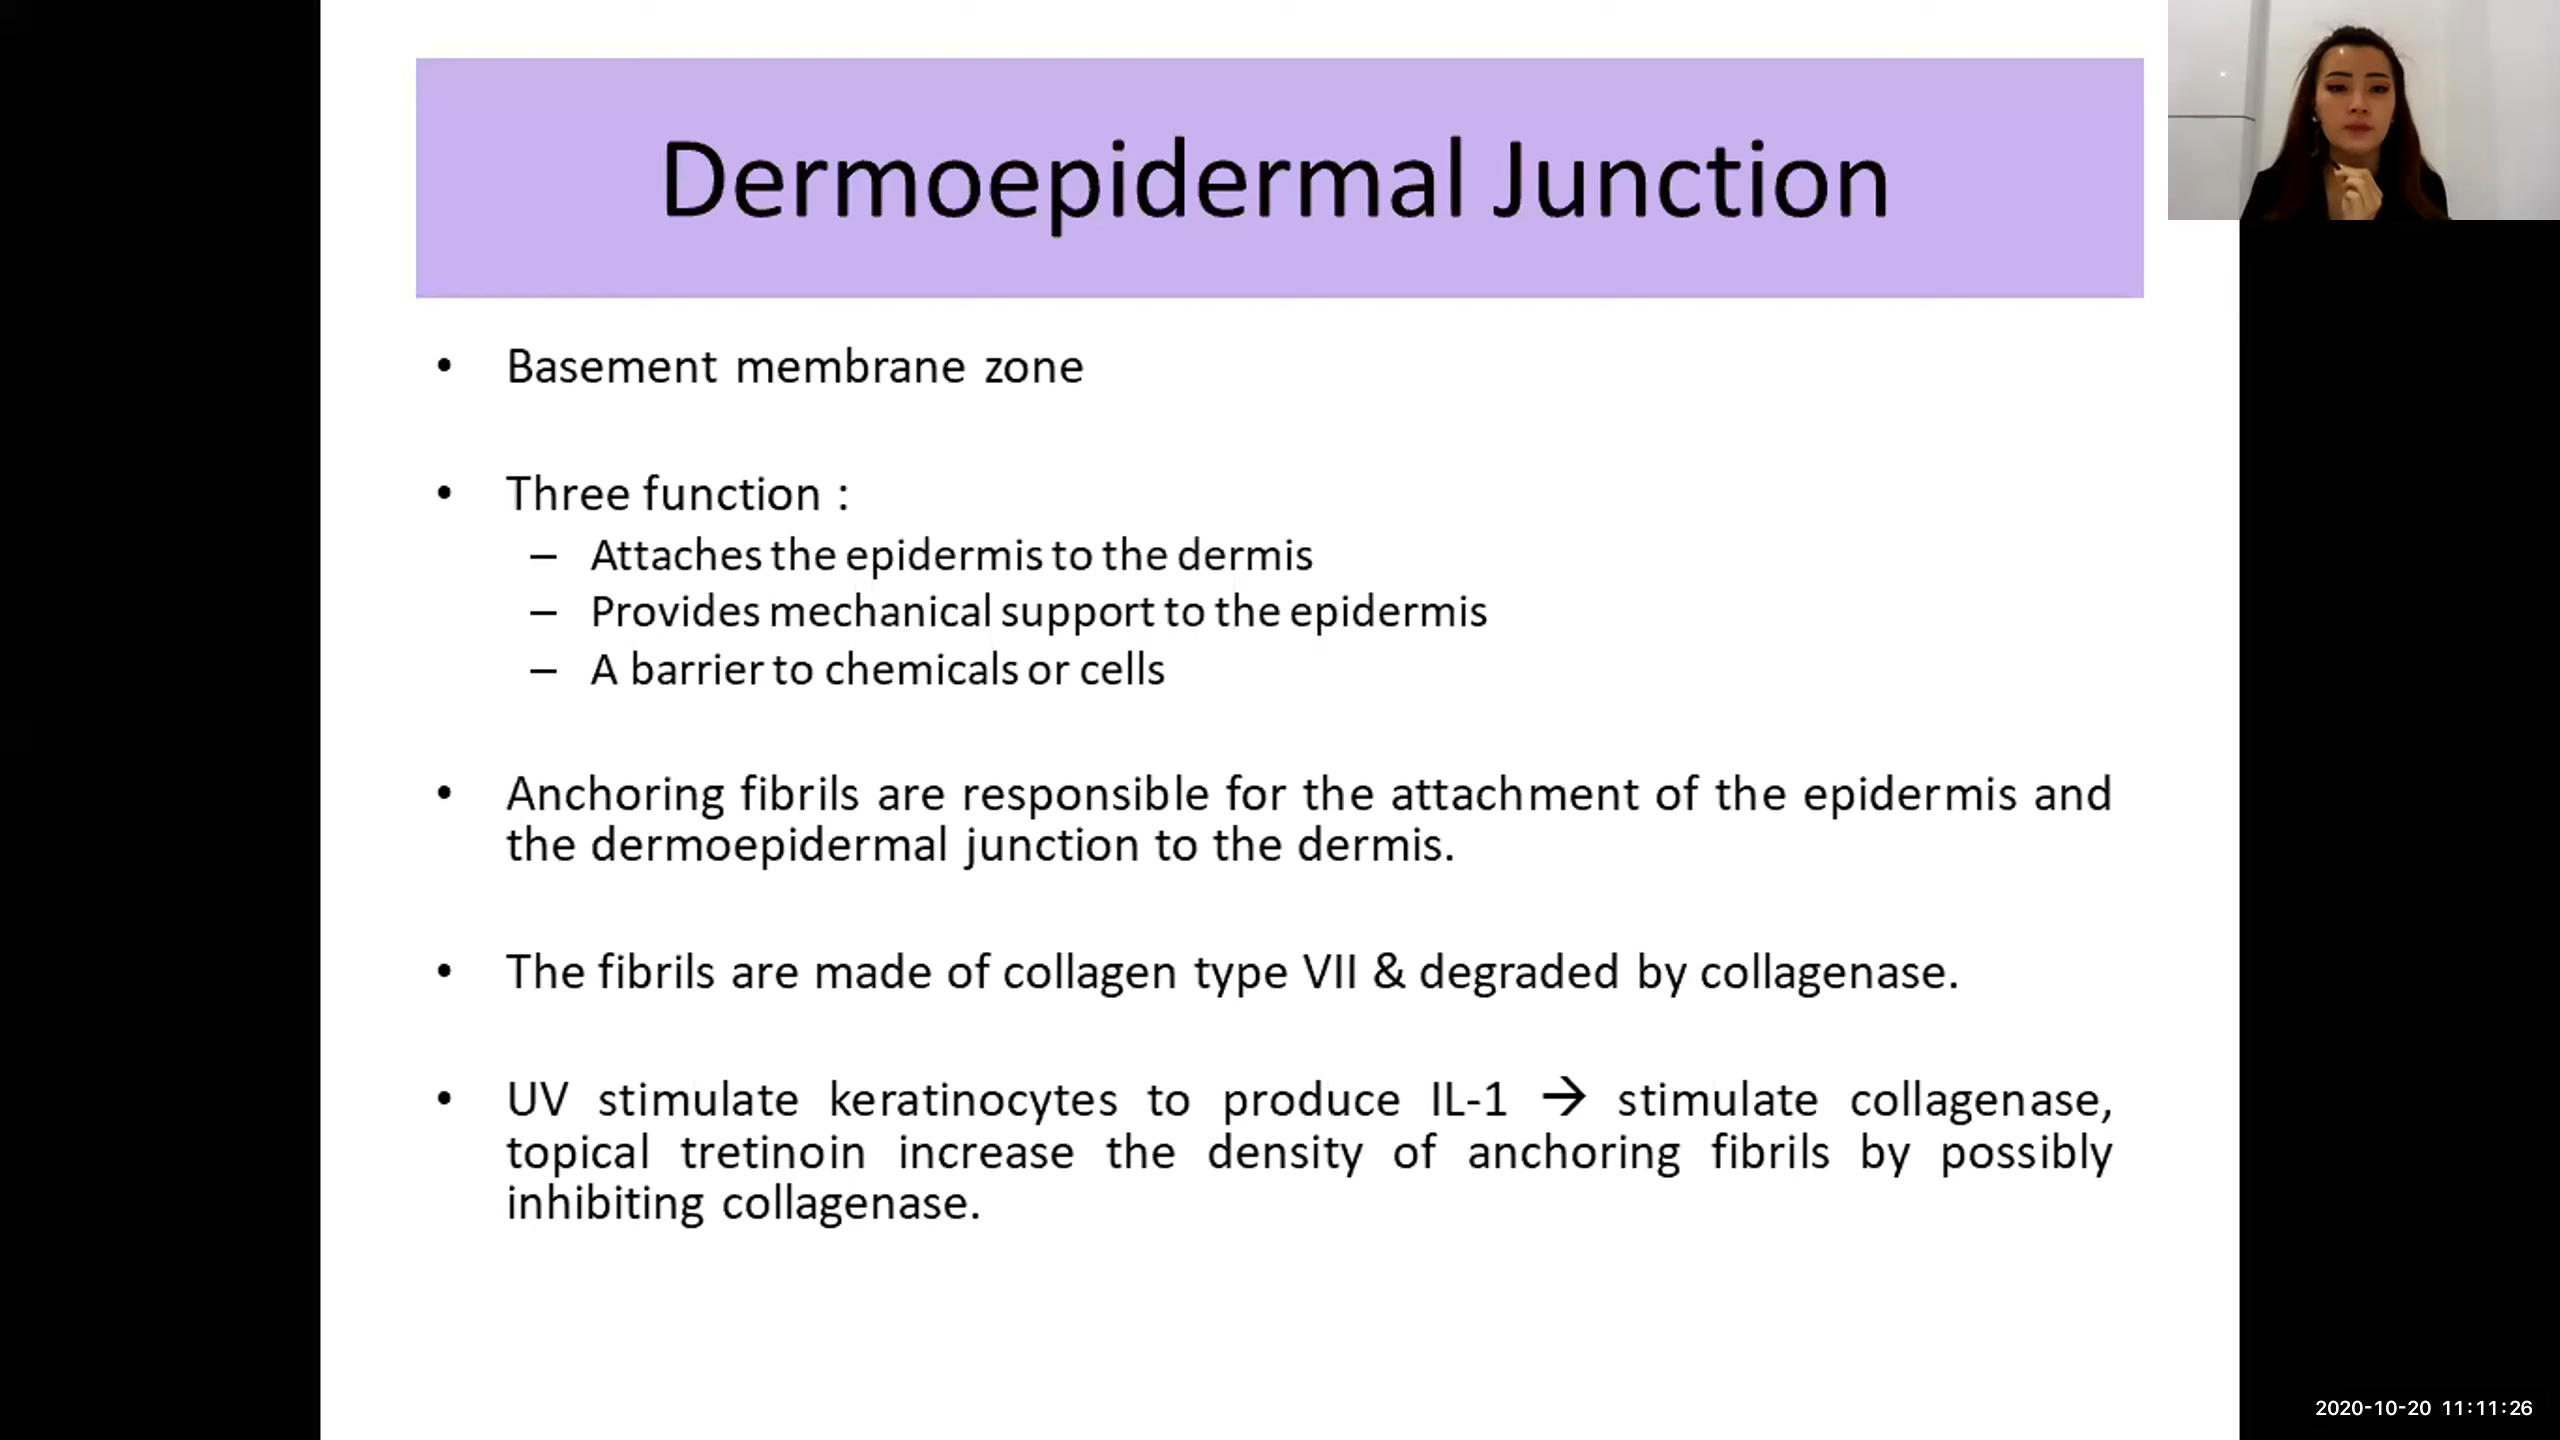 Dermoepidermal Junction
• Basement membrane zone
• Three function :
– Attaches the epidermis to the dermis
– Provides mechanical support to the epidermis
– A barrier to chemicals or cells
• Anchoring fibrils are responsible for the attachment of the epidermis and
the dermoepidermal junction to the dermis.
• The fibrils are made of collagen type VII & degraded by collagenase.
• UV stimulate keratinocytes to produce IL-1 → stimulate collagenase,
topical tretinoin increase the density of anchoring fibrils by possibly
inhibiting collagenase.
2020-10-20 11:11:26